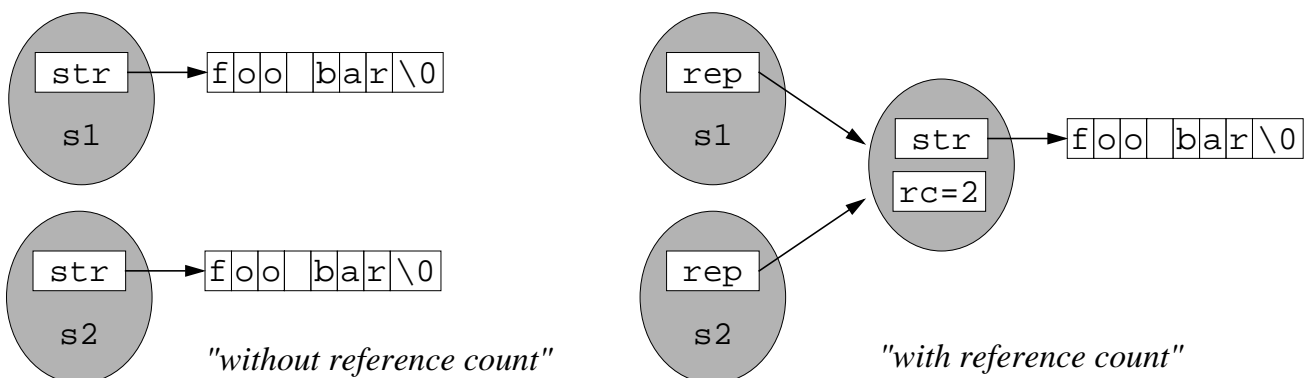 str
foo bar\0
s1
str
foo bar\0
s2
"without reference count"
rep
s1
str
foo bar\0
rc=2
rep
s2
"with reference count"